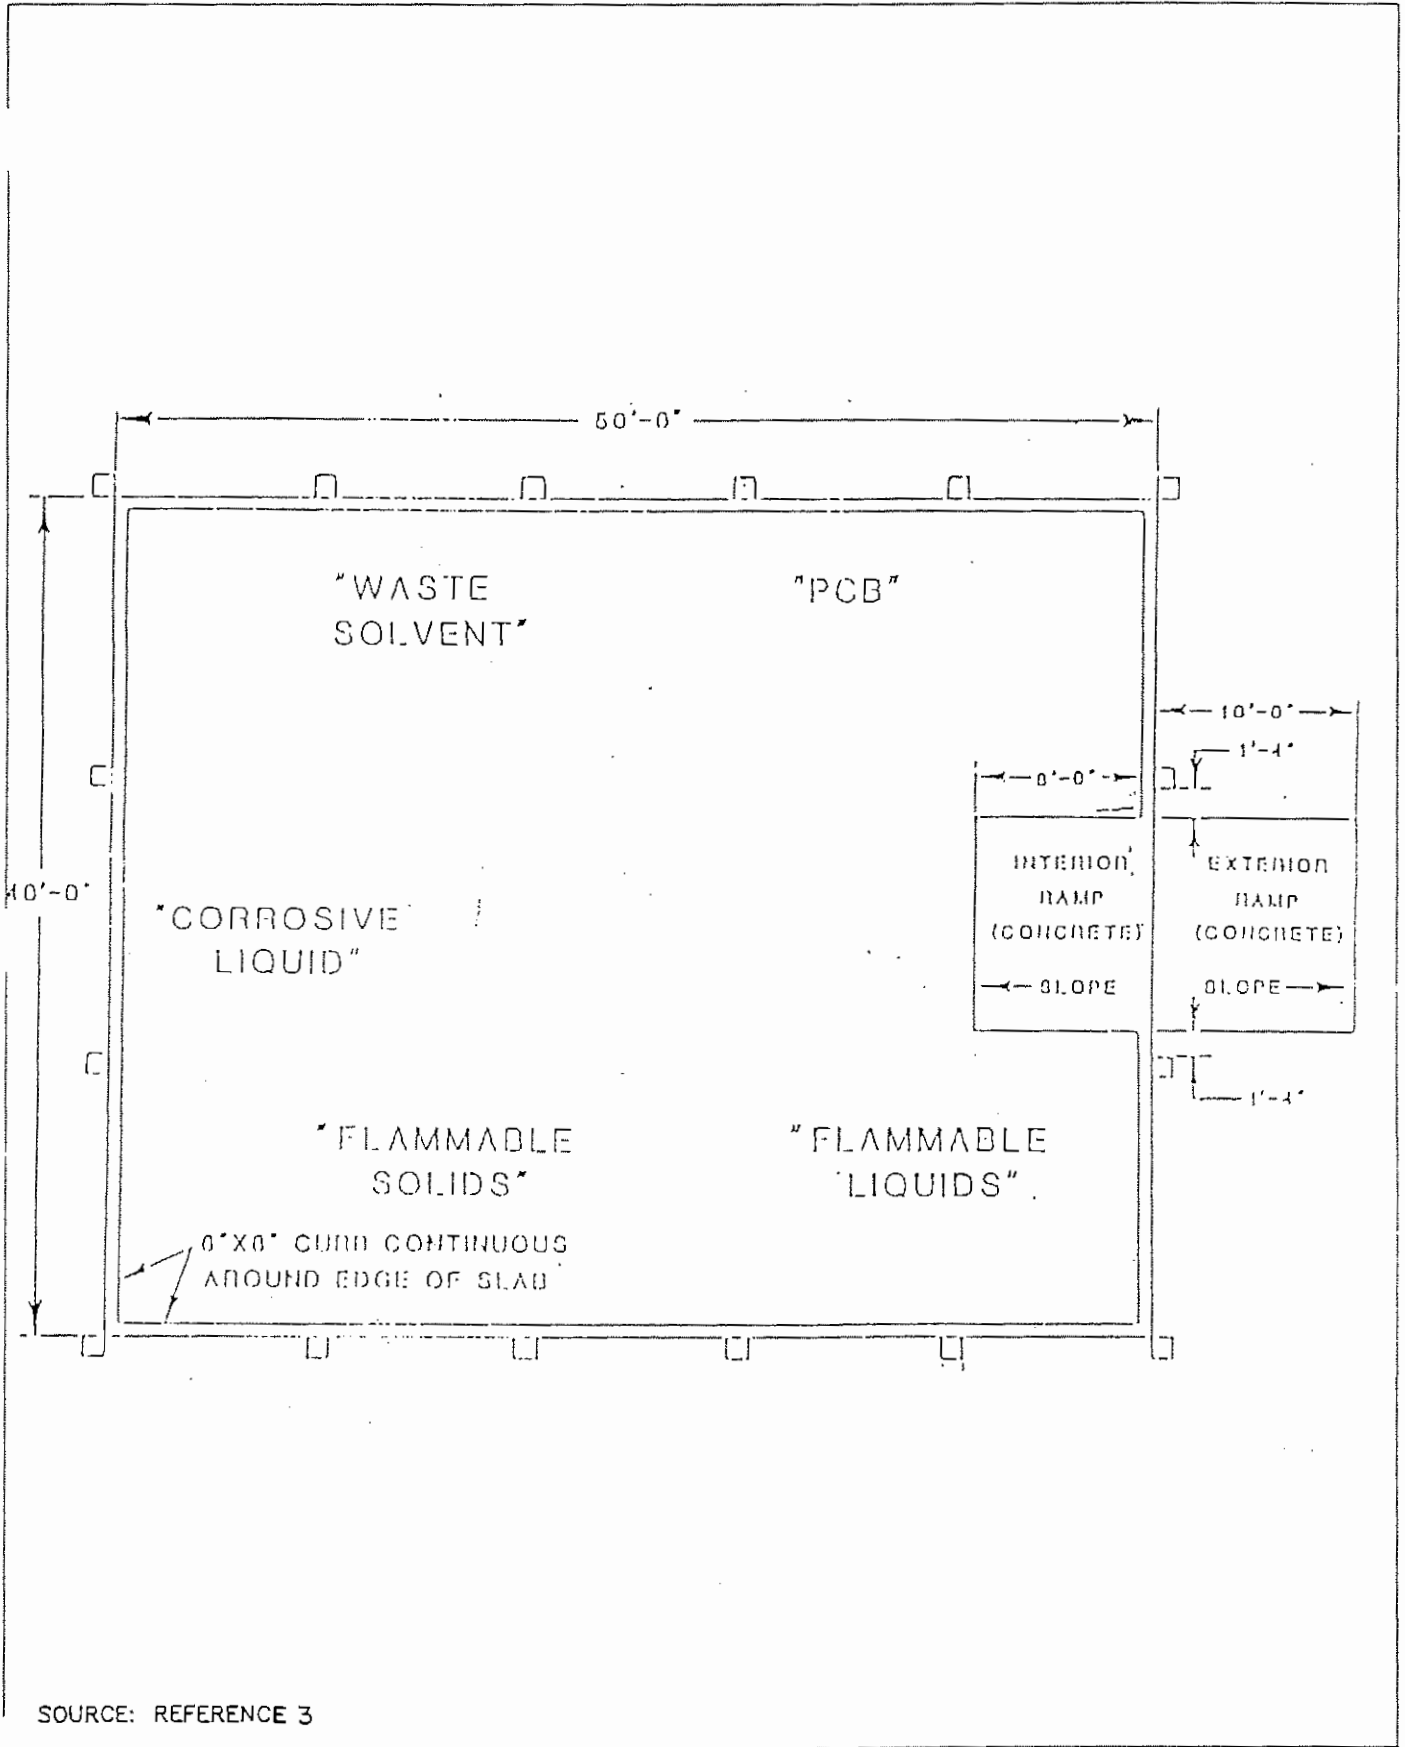 50'-0"
"WASTE
SOLVENT"
"PCB"
10'-0"
1'-4"
8'-0"
40'-0"
INTERIOR
RAMP
(CONCRETE)
EXTERIOR
RAMP
(CONCRETE)
"CORROSIVE
LIQUID"
SLOPE
SLOPE
1'-4"
"FLAMMABLE
SOLIDS"
"FLAMMABLE
LIQUIDS"
CURB CONTINUOUS
AROUND EDGE OF SLAB
SOURCE: REFERENCE 3